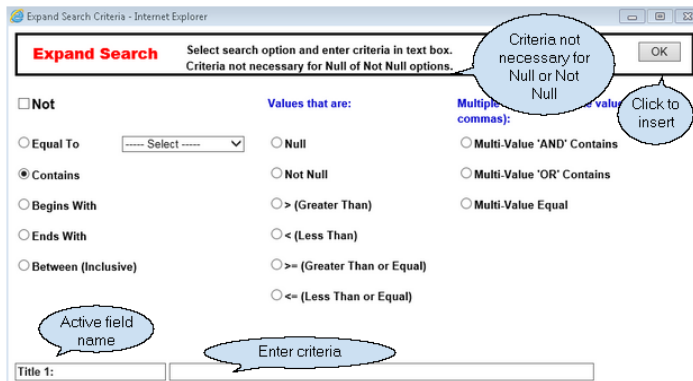 Expand Search Criteria - Internet Explorer
Expand Search
Select search option and enter criteria in text box.
Criteria not necessary for Null of Not Null options.
Criteria not
necessary for
Null or Not
Null
OK
Click to
insert
Not
Values that are:
Multiple
e value
commas):
Equal To
----- Select -----
Null
Multi-Value 'AND' Contains
Contains
Not Null
Multi-Value 'OR' Contains
Begins With
> (Greater Than)
Multi-Value Equal
Ends With
< (Less Than)
Between (Inclusive)
>= (Greater Than or Equal)
<= (Less Than or Equal)
Active field
name
Enter criteria
Title 1: